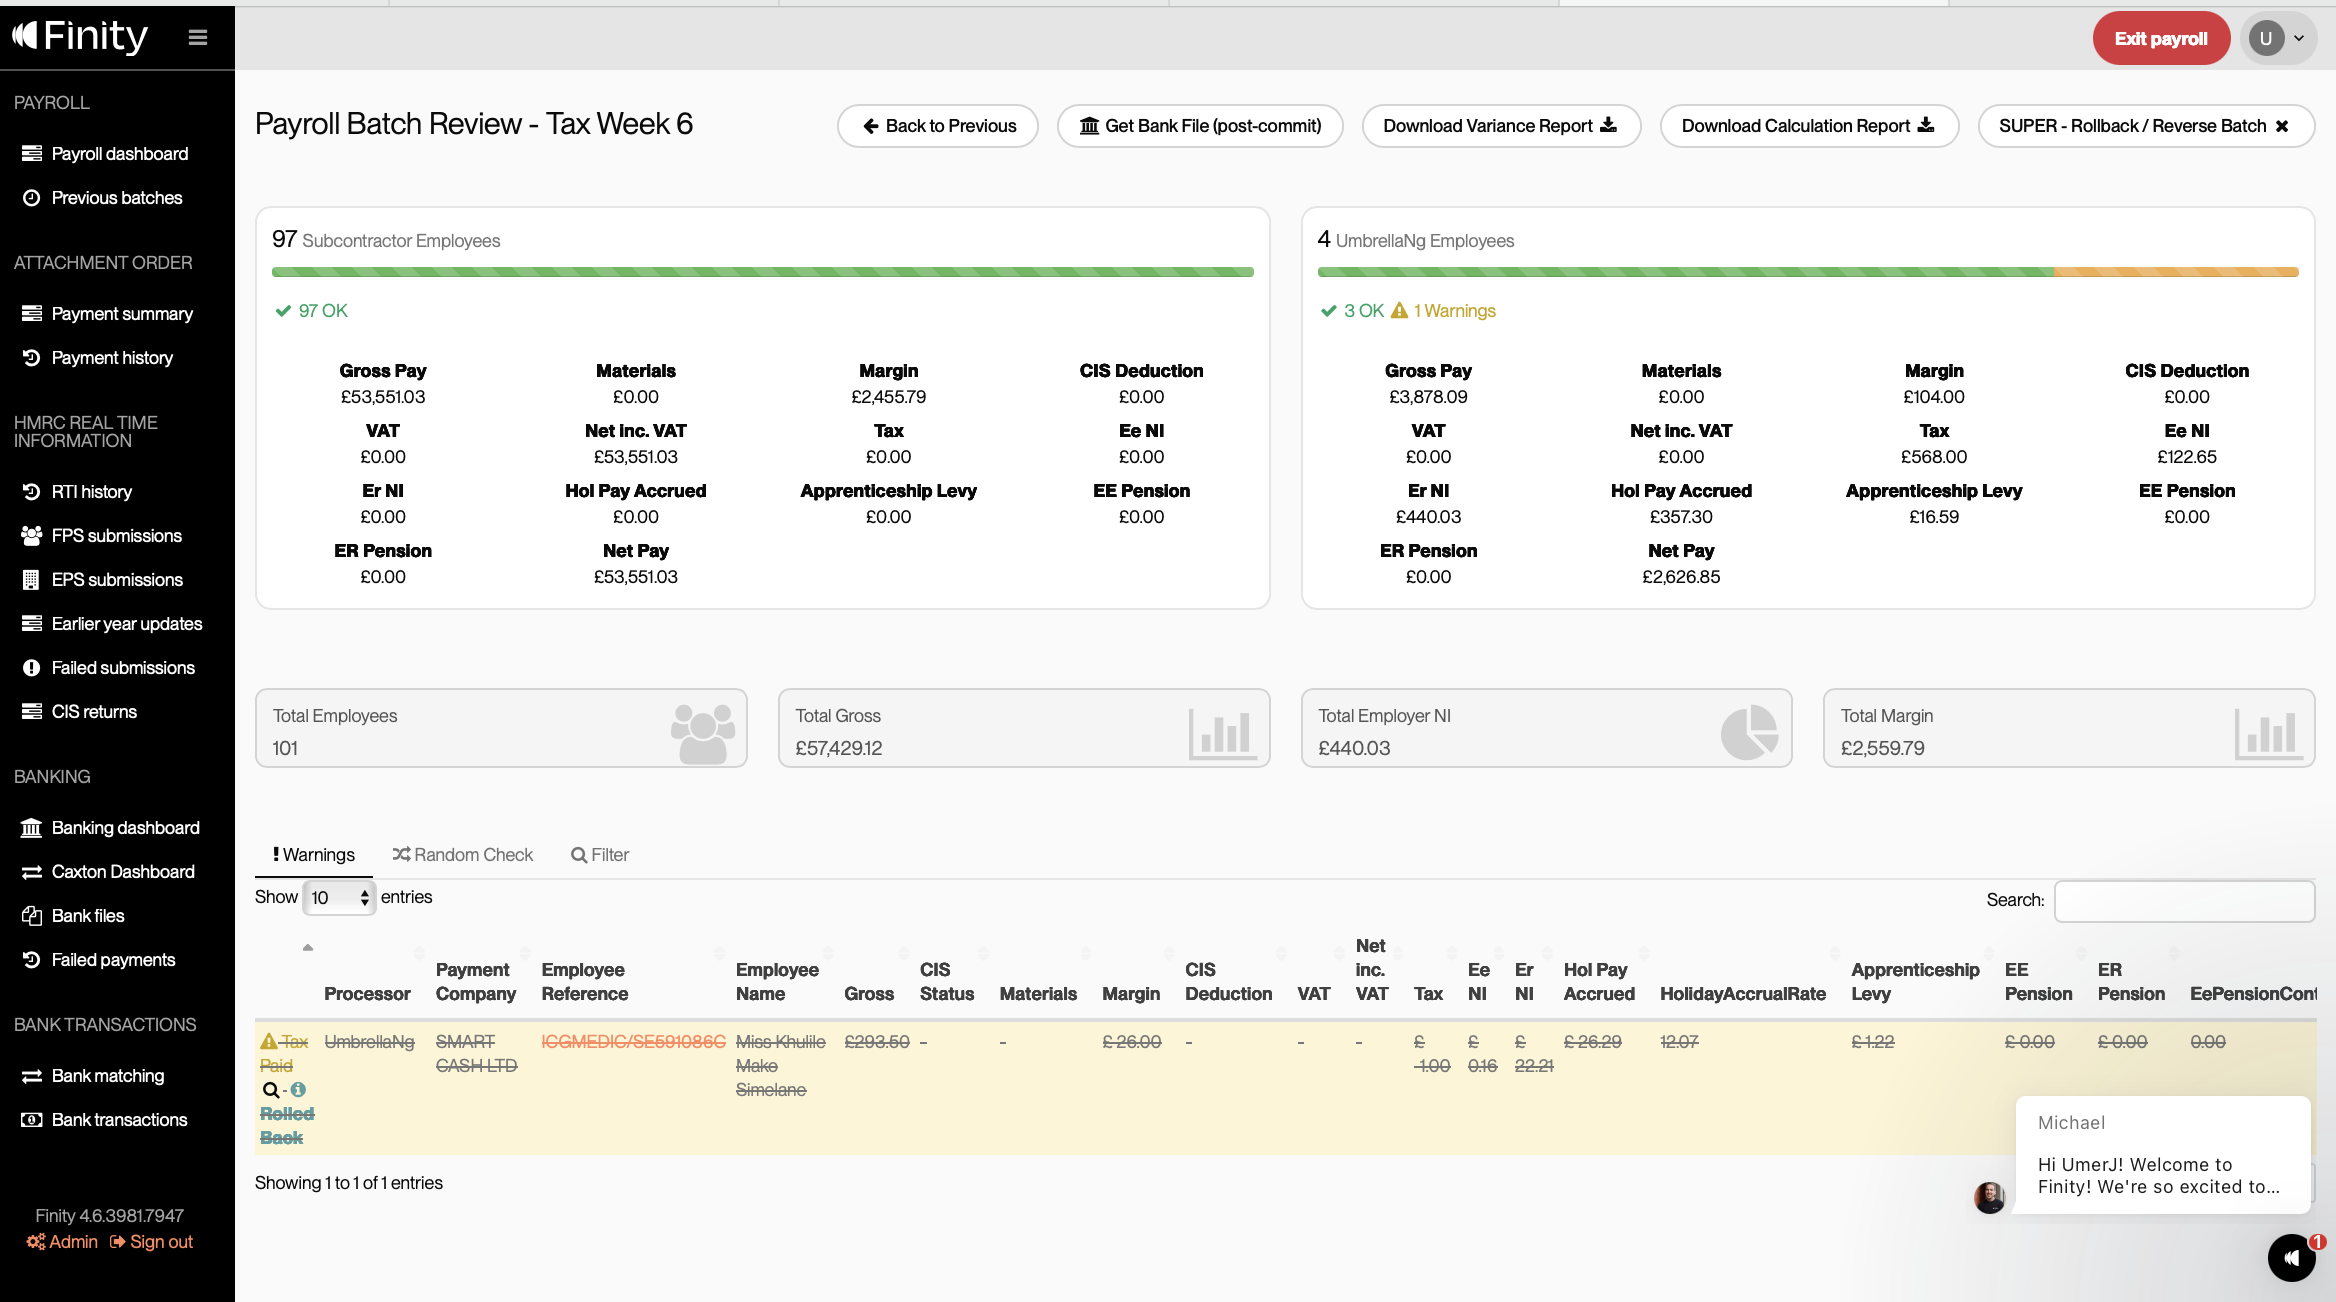 Finity
Exit payroll
U
PAYROLL
Payroll dashboard
Previous batches
ATTACHMENT ORDER
Payment summary
Payment history
HMRC REAL TIME
INFORMATION
RTI history
FPS submissions
EPS submissions
Earlier year updates
Failed submissions
CIS returns
BANKING
Banking dashboard
Caxton Dashboard
Bank files
Failed payments
BANK TRANSACTIONS
Bank matching
Bank transactions
Finity 4.6.3981.7947
Admin Sign out
Payroll Batch Review - Tax Week 6
Back to Previous
Get Bank File (post-commit)
Download Variance Report
Download Calculation Report
SUPER - Rollback / Reverse Batch
97 Subcontractor Employees
97 OK
Gross Pay Materials Margin CIS Deduction
£53,551.03 £0.00 £2,455.79 £0.00
VAT Net inc. VAT Tax Ee NI
£0.00 £53,551.03 £0.00 £0.00
Er NI Hol Pay Accrued Apprenticeship Levy EE Pension
£0.00 £0.00 £0.00 £0.00
ER Pension Net Pay
£0.00 £53,551.03
4 UmbrellaNg Employees
3 OK 1 Warnings
Gross Pay Materials Margin CIS Deduction
£3,878.09 £0.00 £104.00 £0.00
VAT Net inc. VAT Tax Ee NI
£0.00 £0.00 £568.00 £122.65
Er NI Hol Pay Accrued Apprenticeship Levy EE Pension
£440.03 £357.30 £16.59 £0.00
ER Pension Net Pay
£0.00 £2,626.85
Total Employees
101
Total Gross
£57,429.12
Total Employer NI
£440.03
Total Margin
£2,559.79
! Warnings Random Check Filter
Show 10 entries
Search:
Processor Payment Company Employee Reference Employee Name Gross CIS Status Materials Margin CIS Deduction VAT Net inc. VAT Tax Ee NI Er NI Hol Pay Accrued HolidayAccrualRate Apprenticeship Levy EE Pension ER Pension EePensionCont
Tax Paid - Rolled Back UmbrellaNg SMART CASH LTD ICGMEDIC/SE591086C Miss Khulile Mako Simelane £293.50 - - £ 26.00 - - - £ -1.00 £ 0.16 £ 22.21 £ 26.29 12.07 £ 1.22 £ 0.00 £ 0.00 0.00
Showing 1 to 1 of 1 entries
Michael
Hi UmerJ! Welcome to
Finity! We're so excited to...
1